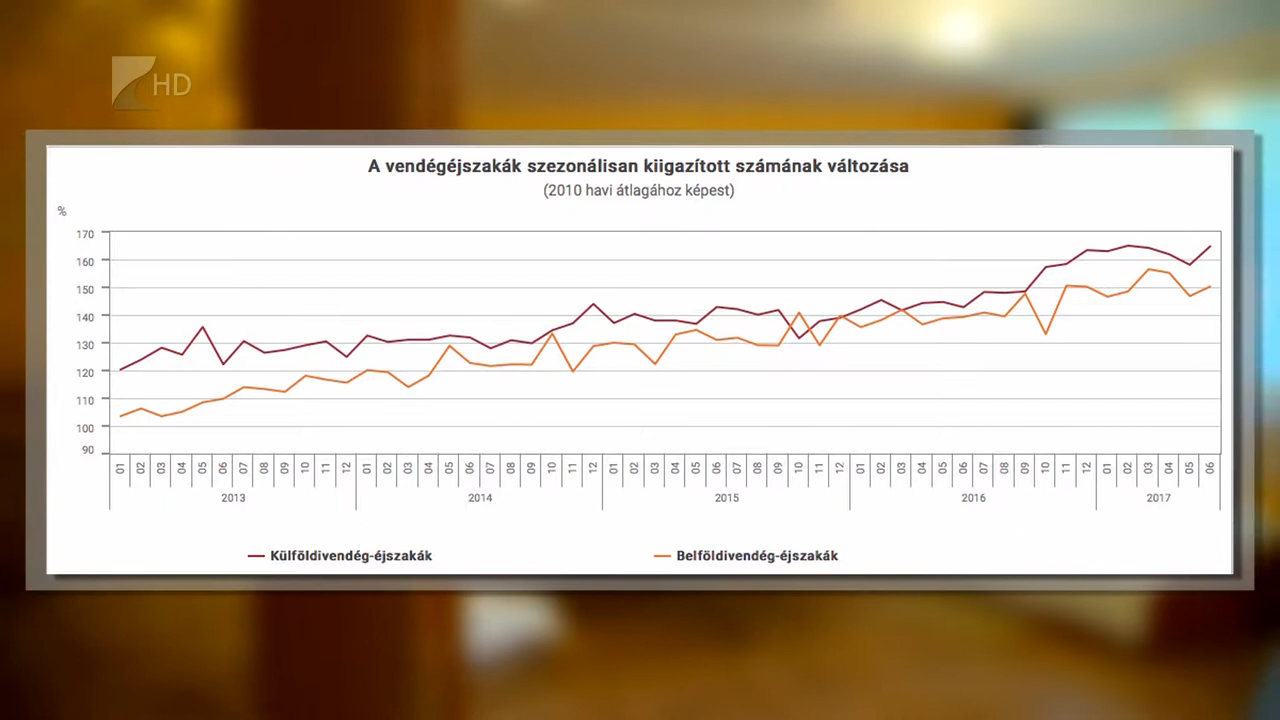 HD
A vendégéjszakák szezonálisan kiigazított számának változása
(2010 havi átlagához képest)
%
170
160
150
140
130
120
110
100
90
01 02 03 04 05 06 07 08 09 10 11 12 01 02 03 04 05 06 07 08 09 10 11 12 01 02 03 04 05 06 07 08 09 10 11 12 01 02 03 04 05 06 07 08 09 10 11 12 01 02 03 04 05 06
2013 2014 2015 2016 2017
Külföldivendég-éjszakák Belföldivendég-éjszakák